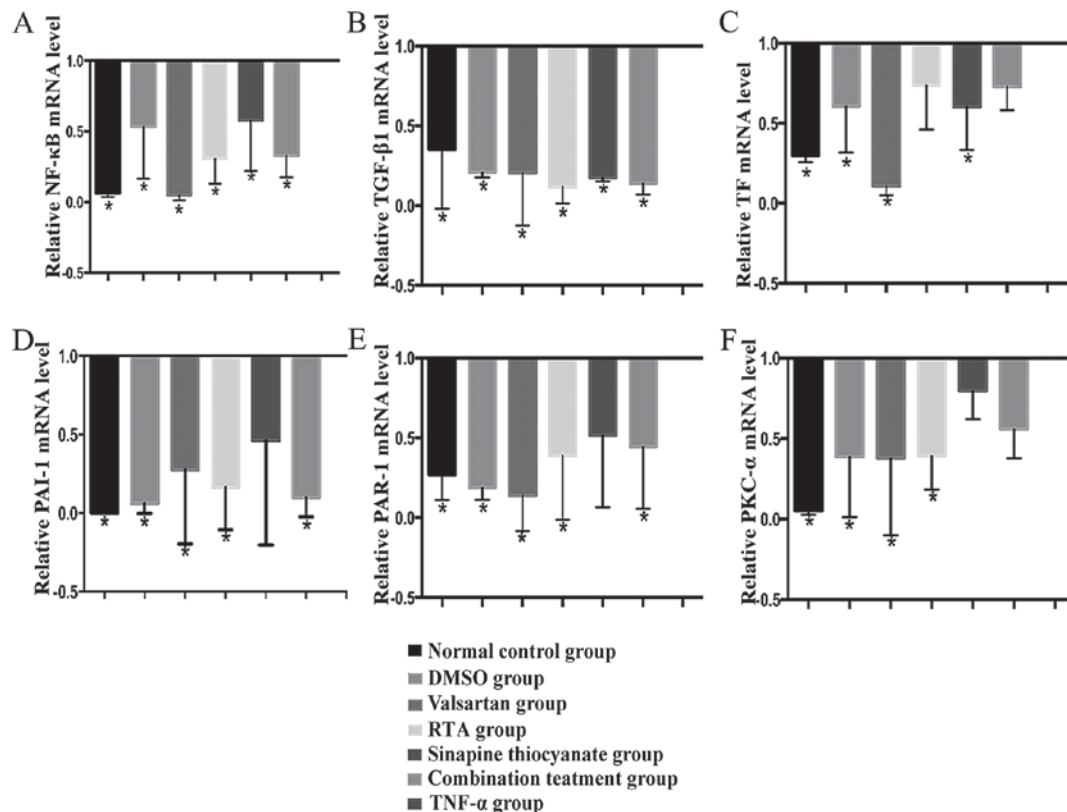 A
Relative NF-κB mRNA level
1.0
0.5
0.0
-0.5
*
*
*
*
*
*
B
Relative TGF-β1 mRNA level
1.0
0.5
0.0
-0.5
*
*
*
*
*
*
C
Relative TF mRNA level
1.0
0.5
0.0
-0.5
*
*
*
*
D
Relative PAI-1 mRNA level
1.0
0.5
0.0
-0.5
*
*
*
*
*
E
Relative PAR-1 mRNA level
1.0
0.5
0.0
-0.5
*
*
*
*
*
F
Relative PKC-α mRNA level
1.0
0.5
0.0
-0.5
*
*
*
*
Normal control group
DMSO group
Valsartan group
RTA group
Sinapine thiocyanate group
Combination teatment group
TNF-α group